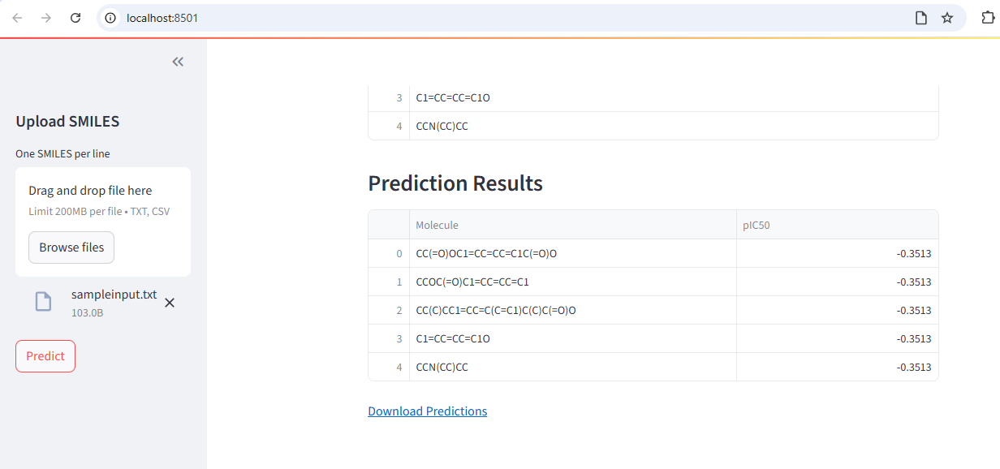 localhost:8501
Upload SMILES
One SMILES per line
Drag and drop file here
Limit 200MB per file • TXT, CSV
Browse files
sampleinput.txt
103.0B
Predict
3 C1=CC=CC=C1O
4 CCN(CC)CC
Prediction Results
Molecule pIC50
0 CC(=O)OC1=CC=CC=C1C(=O)O -0.3513
1 CCOC(=O)C1=CC=CC=C1 -0.3513
2 CC(C)CC1=CC=C(C=C1)C(C)C(=O)O -0.3513
3 C1=CC=CC=C1O -0.3513
4 CCN(CC)CC -0.3513
Download Predictions